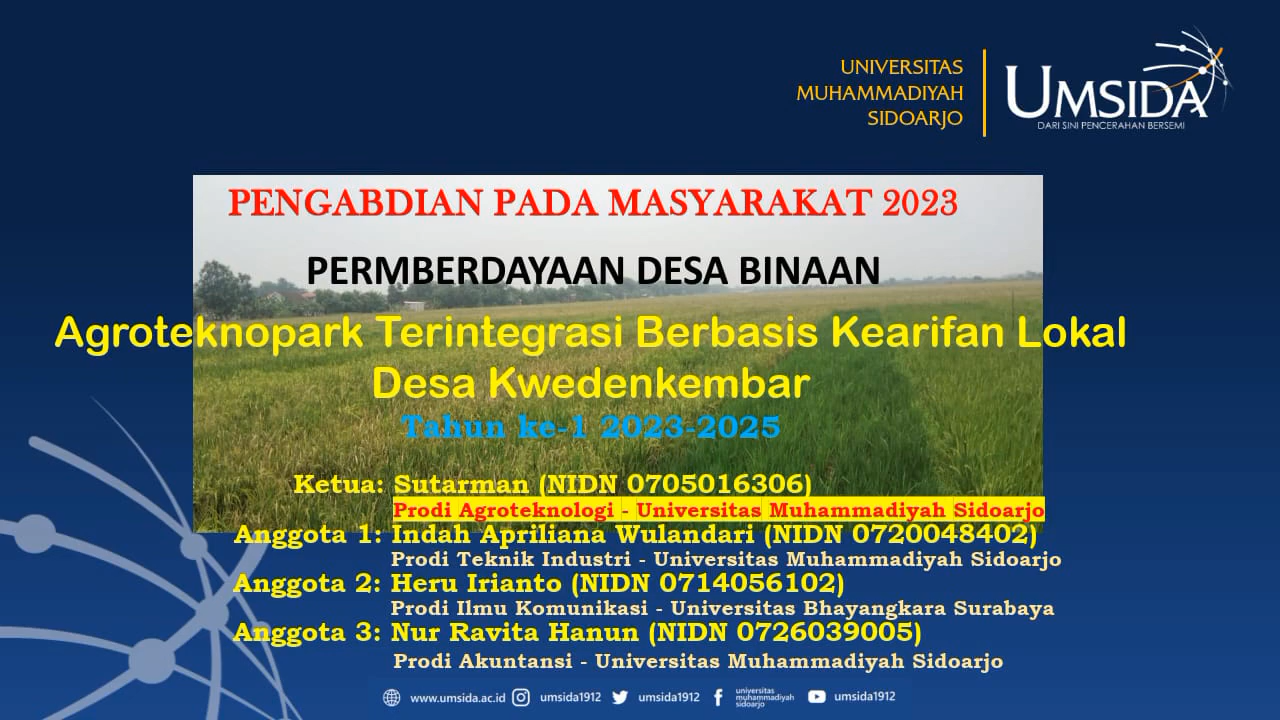 UNIVERSITAS
MUHAMMADIYAH
SIDOARJO
UMSIDA
DARI SINI PENCERAHAN BERSEMI
PENGABDIAN PADA MASYARAKAT 2023
PERMBERDAYAAN DESA BINAAN
Agroteknopark Terintegrasi Berbasis Kearifan Lokal
Desa Kwedenkembar
Tahun ke-1 2023-2025
Ketua: Sutarman (NIDN 0705016306)
Prodi Agroteknologi - Universitas Muhammadiyah Sidoarjo
Anggota 1: Indah Apriliana Wulandari (NIDN 0720048402)
Prodi Teknik Industri - Universitas Muhammadiyah Sidoarjo
Anggota 2: Heru Irianto (NIDN 0714056102)
Prodi Ilmu Komunikasi - Universitas Bhayangkara Surabaya
Anggota 3: Nur Ravita Hanun (NIDN 0726039005)
Prodi Akuntansi - Universitas Muhammadiyah Sidoarjo
www.umsida.ac.id umsida1912 umsida1912 universitas muhammadiyah sidoarjo umsida1912